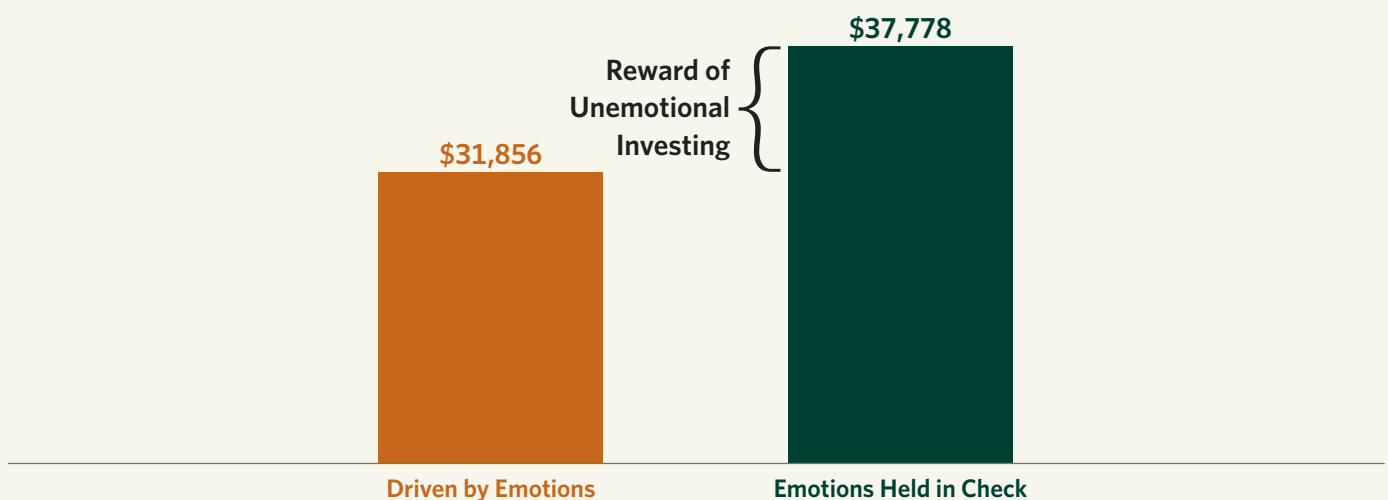 $37,778
Reward of
Unemotional
Investing
$31,856
Driven by Emotions
Emotions Held in Check